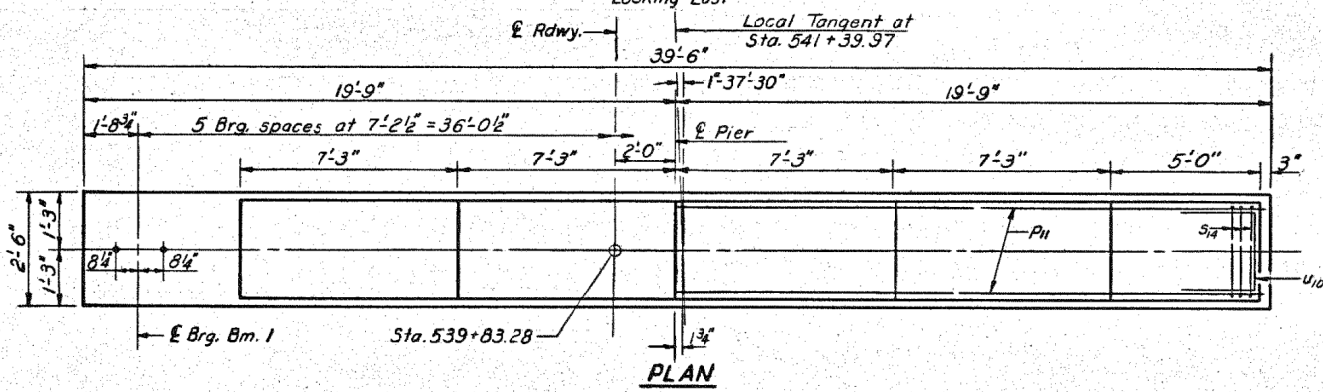 ℄ Rdwy.
Local Tangent at
Sta. 541+39.97
39'-6"
1°-37'-30"
19'-9"
19'-9"
1'-8¾"
5 Brg. spaces at 7'-2½" = 36'-0½"
℄ Pier
7'-3"
7'-3"
2'-0"
7'-3"
7'-3"
5'-0"
3"
2'-6"
1'-3"
1'-3"
8¼"
8¼"
P11
S14
℄ Brg. Bm. 1
Sta. 539+83.28
1¾"
PLAN